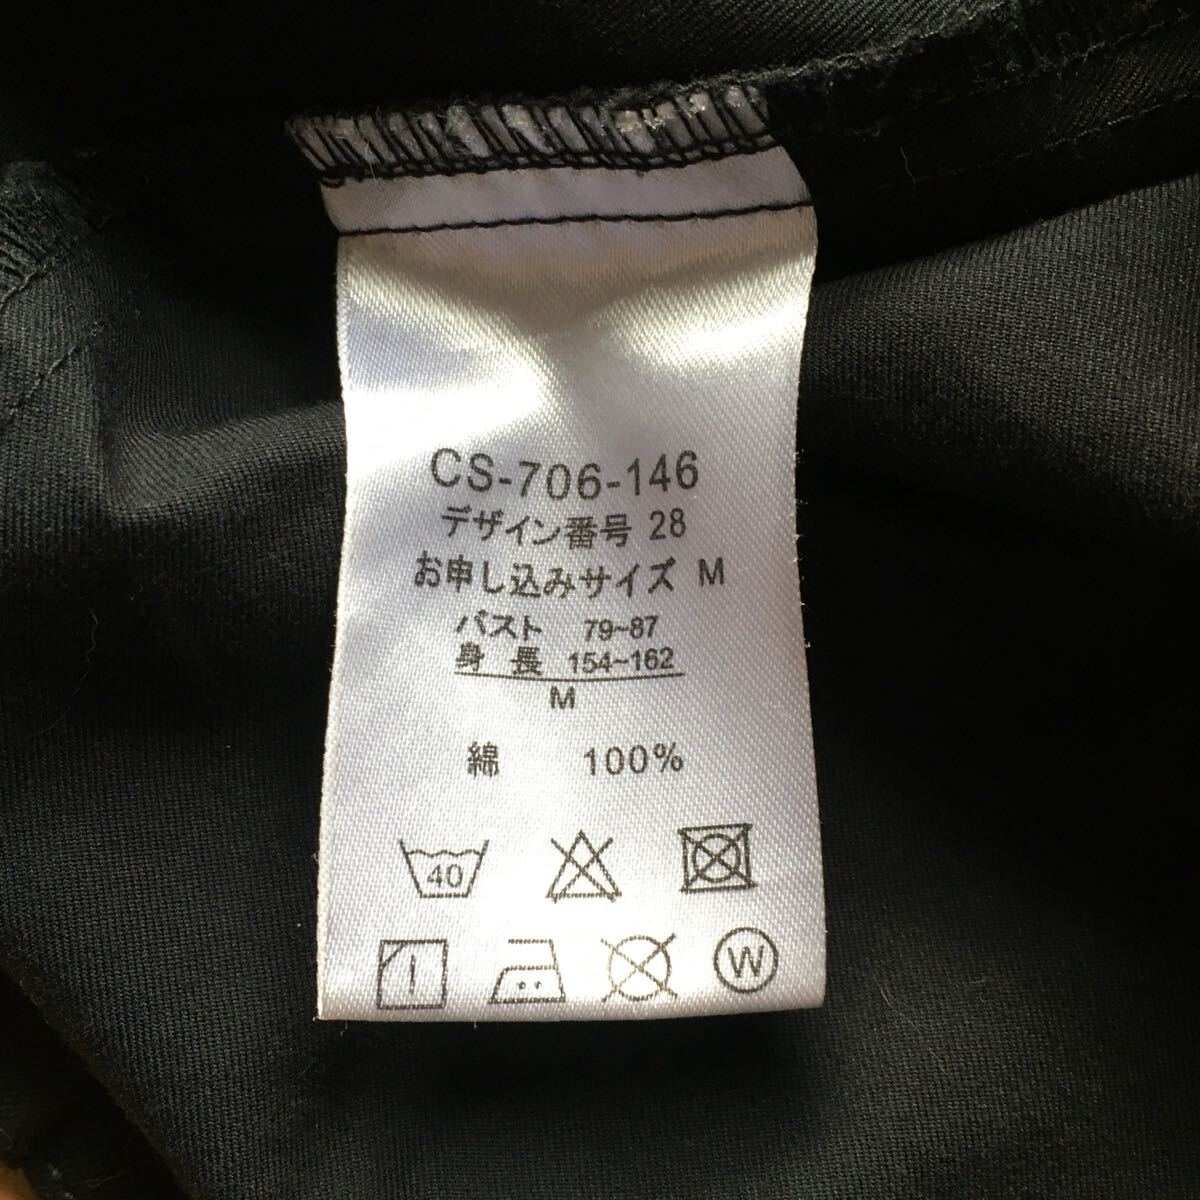 CS-706-146
デザイン番号 28
お申し込みサイズ M
バスト 79~87
身 長 154~162
M
綿 100%
40
W